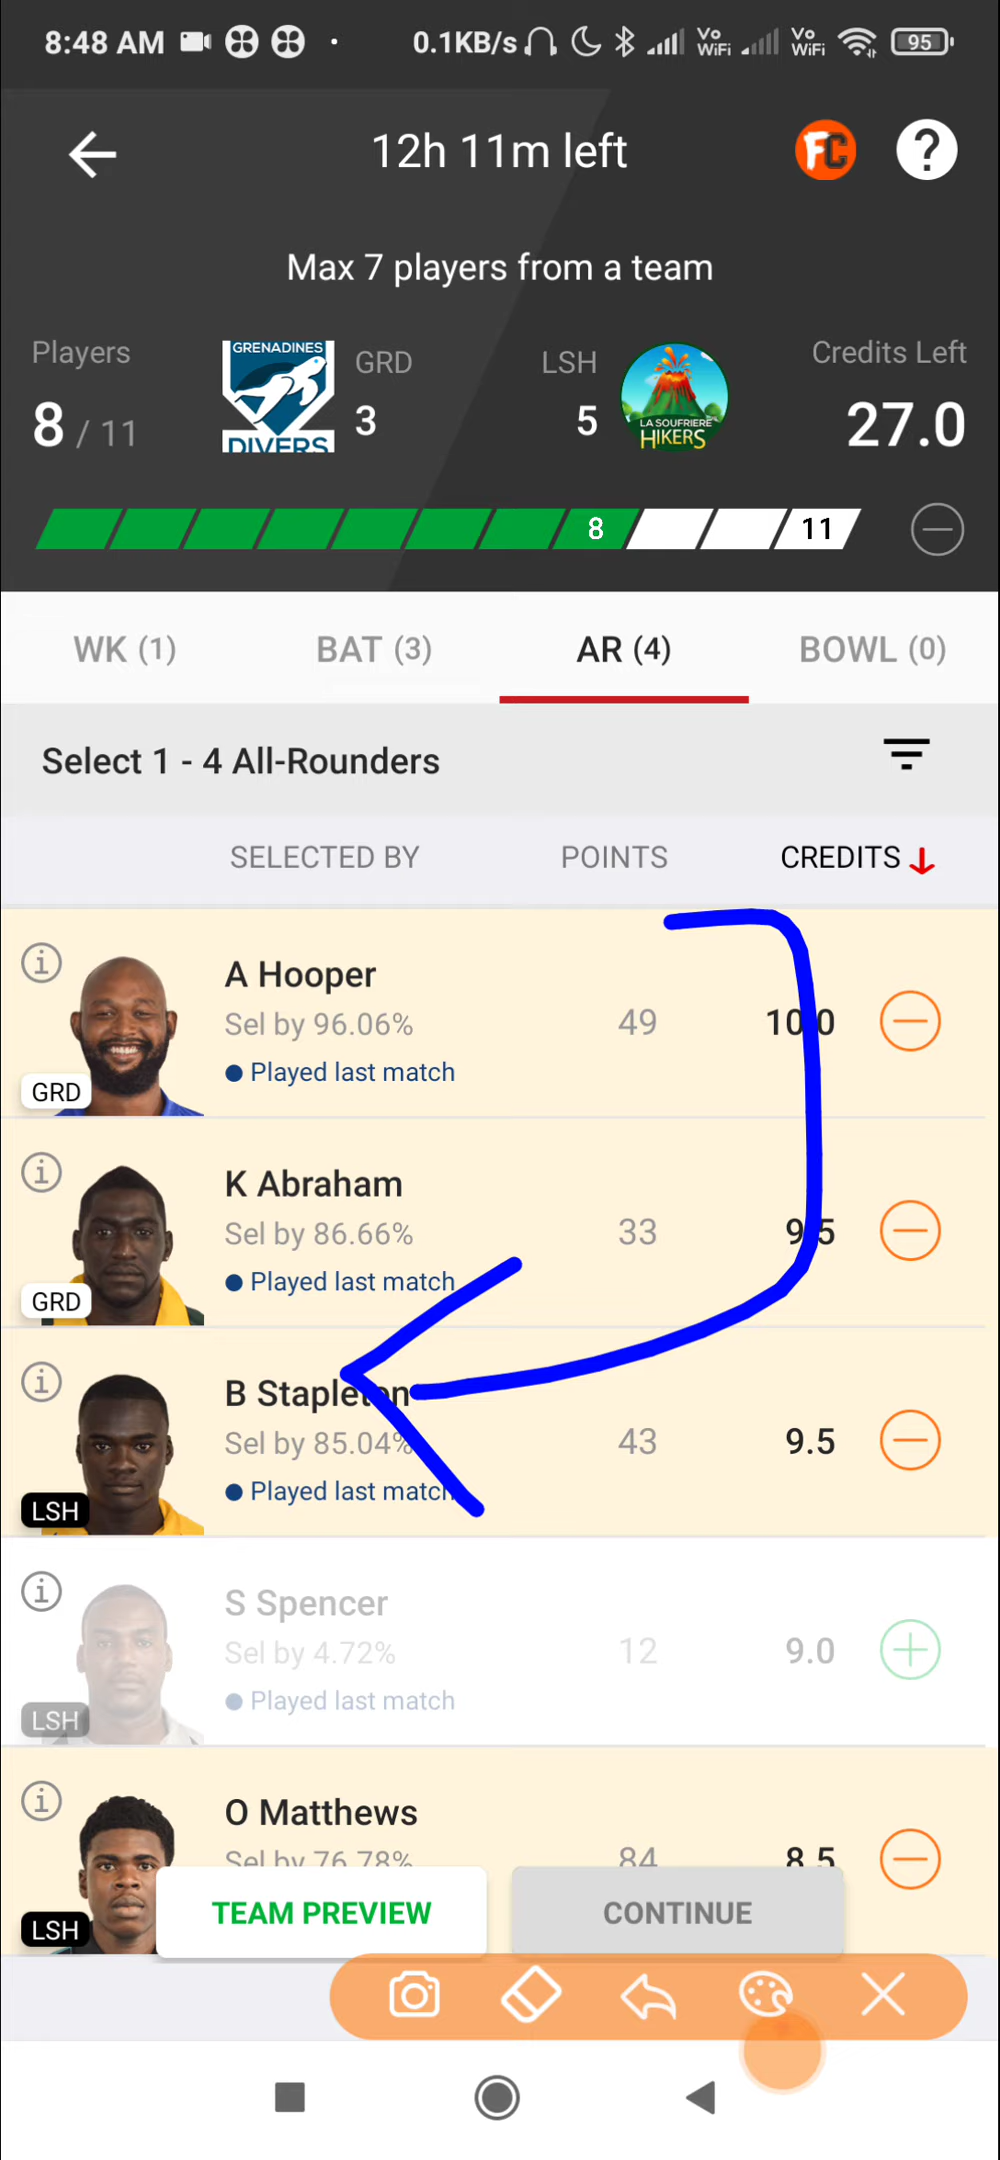 8:48 AM
0.1KB/s
Vo WiFi
Vo WiFi
95
12h 11m left
FC
?
Max 7 players from a team
Players
8 / 11
GRENADINES
DIVERS
GRD
3
LSH
5
LA SOUFRIERE
HIKERS
Credits Left
27.0
8
11
WK (1)
BAT (3)
AR (4)
BOWL (0)
Select 1 - 4 All-Rounders
SELECTED BY
POINTS
CREDITS
A Hooper
Sel by 96.06%
49
10.0
Played last match
GRD
K Abraham
Sel by 86.66%
33
9.5
Played last match
GRD
B Stapleton
Sel by 85.04%
43
9.5
Played last match
LSH
S Spencer
Sel by 4.72%
12
9.0
Played last match
LSH
O Matthews
Sel by 76.78%
84
8.5
LSH
TEAM PREVIEW
CONTINUE